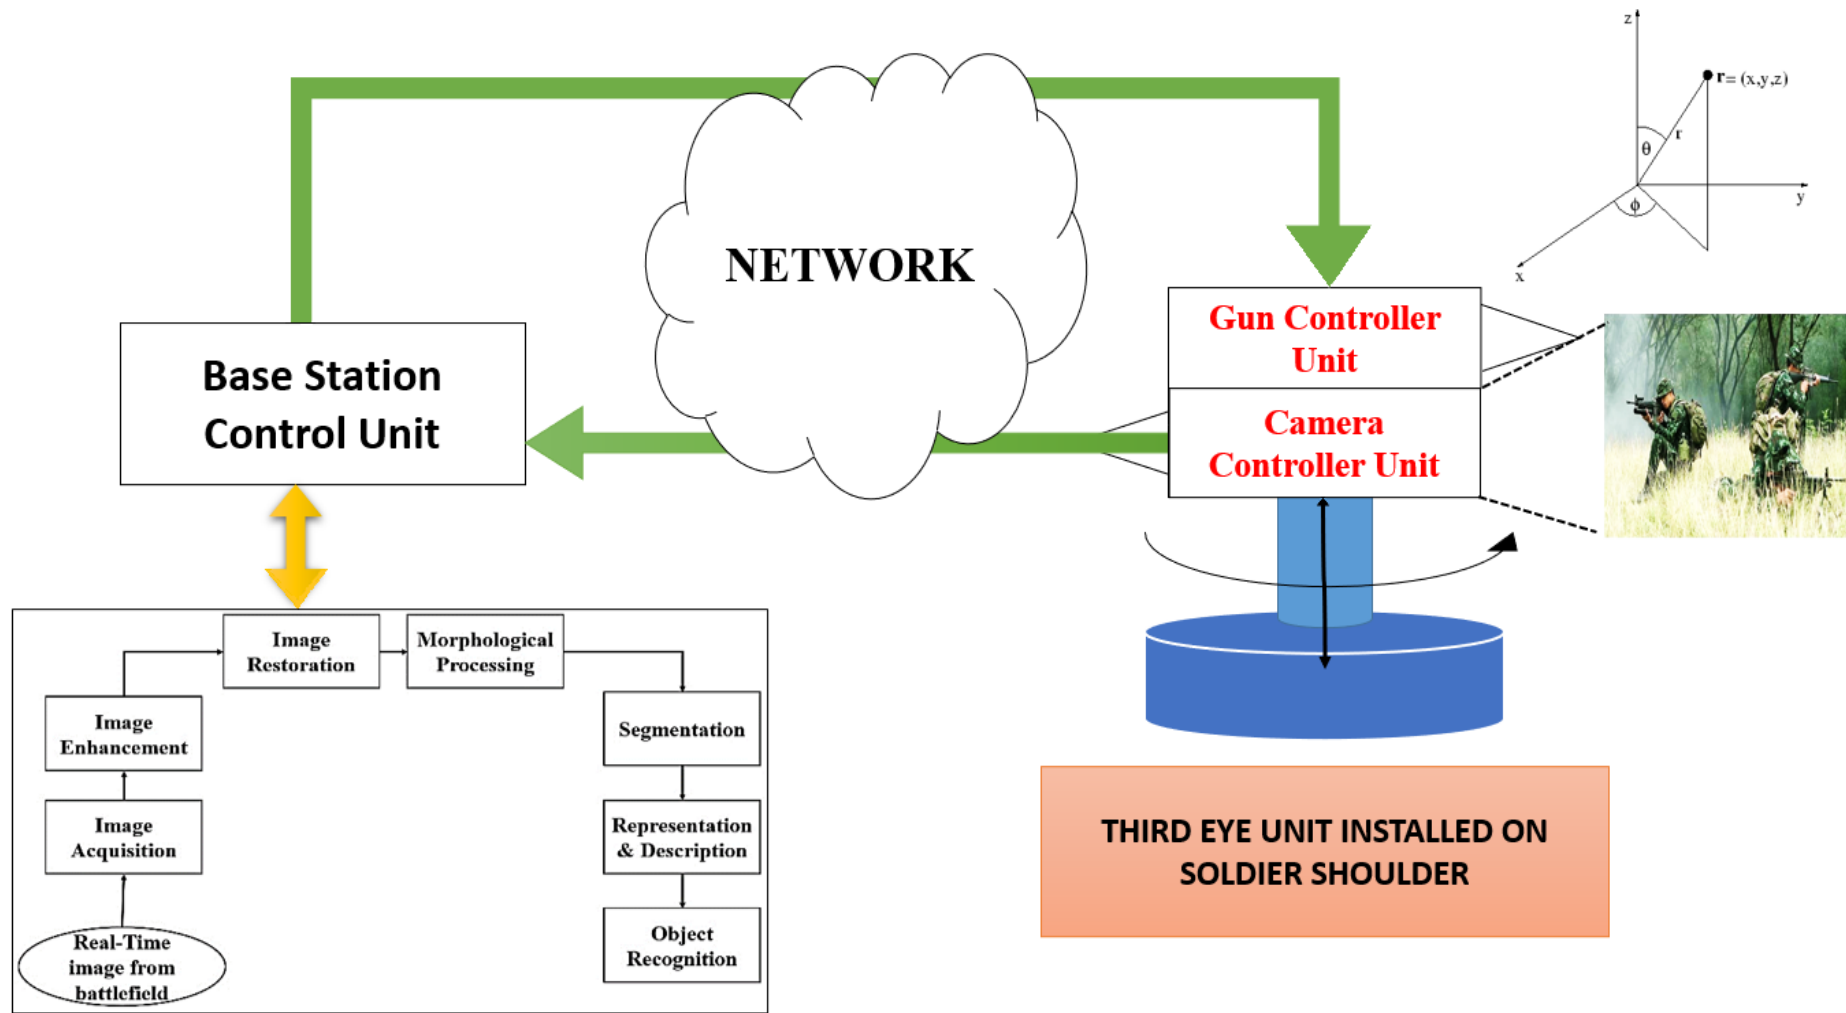 z
r= (x,y,z)
r
θ
y
ϕ
x
NETWORK
Base Station
Control Unit
Gun Controller
Unit
Camera
Controller Unit
Image
Restoration
Morphological
Processing
Image
Enhancement
Segmentation
Image
Acquisition
Representation
& Description
Real-Time
image from
battlefield
Object
Recognition
THIRD EYE UNIT INSTALLED ON
SOLDIER SHOULDER